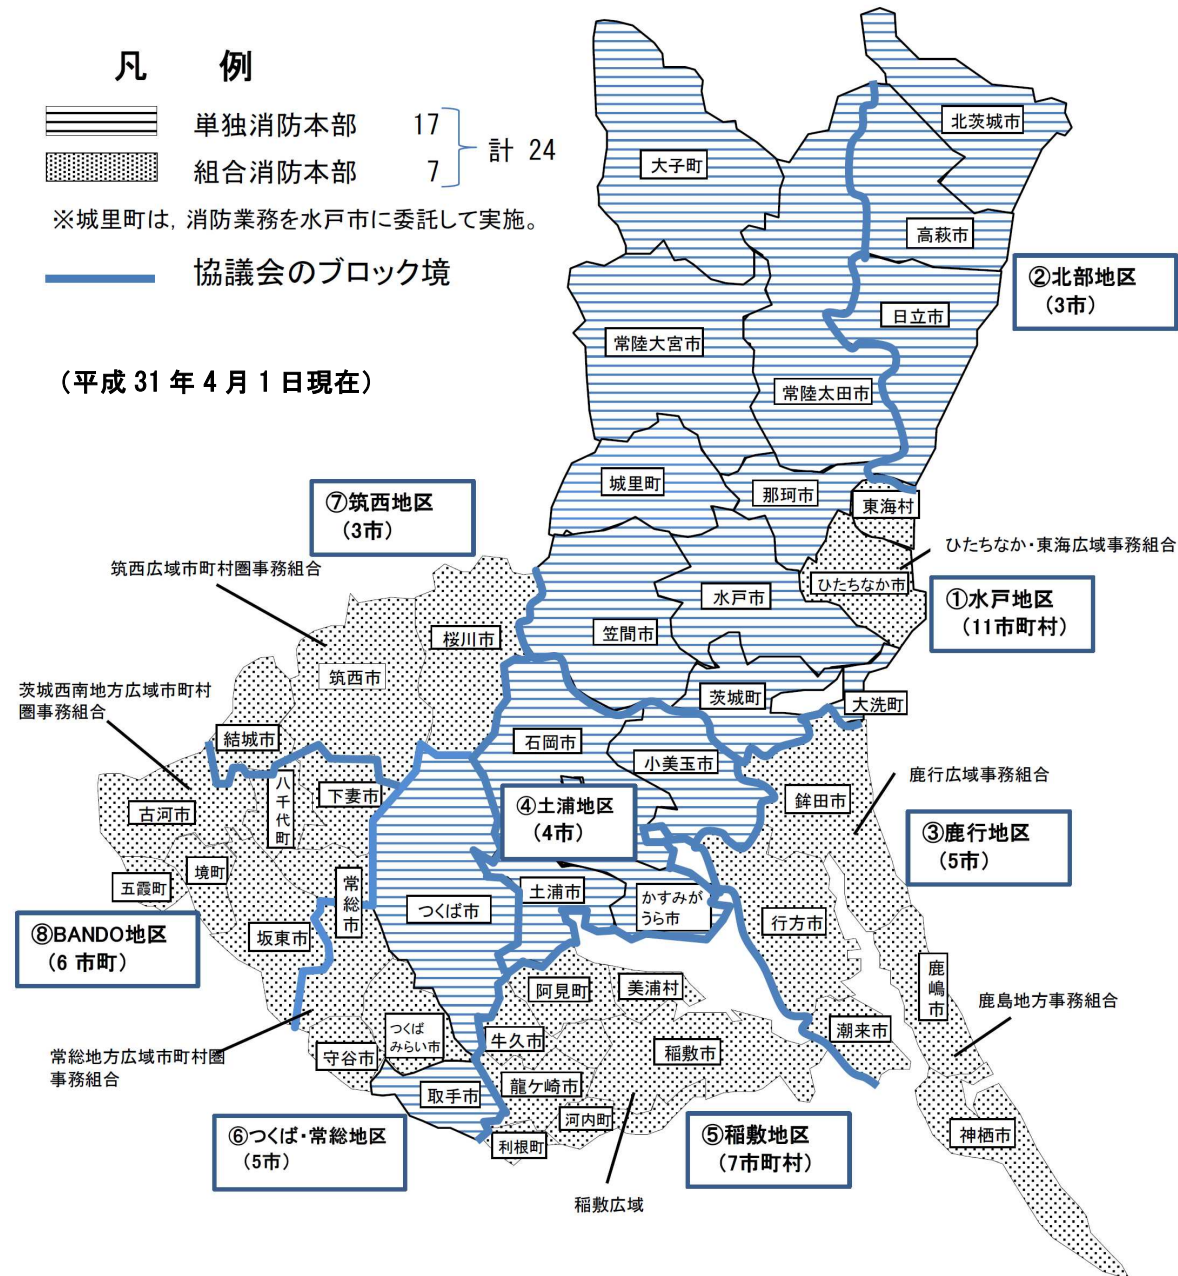 凡 例
単独消防本部 17
組合消防本部 7
計 24
※城里町は，消防業務を水戸市に委託して実施。
協議会のブロック境
（平成 31 年 4 月 1 日現在）
北茨城市
大子町
高萩市
②北部地区
（3市）
日立市
常陸大宮市
常陸太田市
城里町
那珂市
東海村
⑦筑西地区
（3市）
ひたちなか・東海広域事務組合
筑西広域市町村圏事務組合
ひたちなか市
①水戸地区
（11市町村）
水戸市
笠間市
桜川市
筑西市
茨城西南地方広域市町村
圏事務組合
茨城町
大洗町
結城市
石岡市
小美玉市
鹿行広域事務組合
八千代町
下妻市
古河市
鉾田市
④土浦地区
（4市）
③鹿行地区
（5市）
境町
五霞町
常総市
土浦市
かすみが
うら市
つくば市
行方市
⑧BANDO地区
（6 市町）
坂東市
鹿嶋市
阿見町
美浦村
鹿島地方事務組合
潮来市
つくば
みらい市
牛久市
稲敷市
常総地方広域市町村圏
事務組合
守谷市
龍ケ崎市
取手市
河内町
神栖市
⑥つくば・常総地区
（5市）
利根町
⑤稲敷地区
（7市町村）
稲敷広域